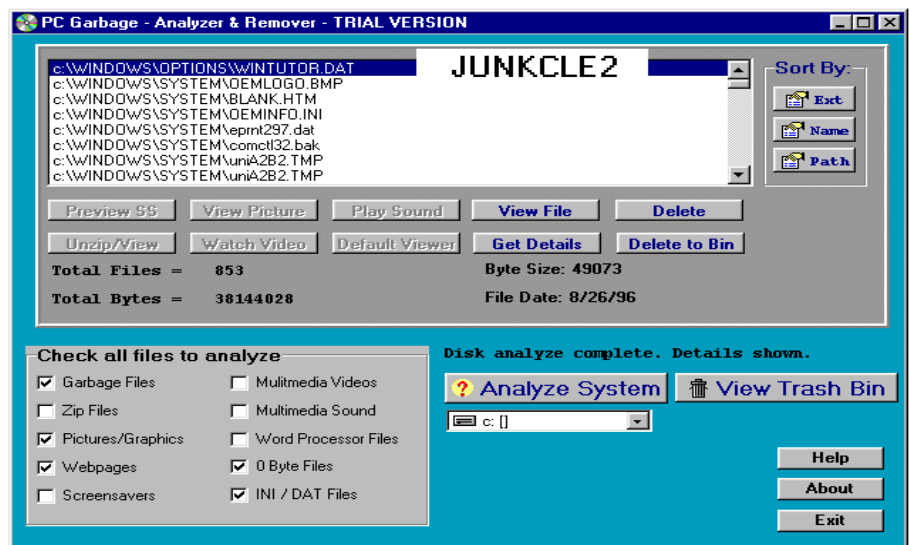 PC Garbage - Analyzer & Remover - TRIAL VERSION
JUNKCLE2
c:\WINDOWS\OPTIONS\WINTUTOR.DAT
c:\WINDOWS\SYSTEM\OEMLOGO.BMP
c:\WINDOWS\SYSTEM\BLANK.HTM
c:\WINDOWS\SYSTEM\OEMINFO.INI
c:\WINDOWS\SYSTEM\eprnt297.dat
c:\WINDOWS\SYSTEM\comctl32.bak
c:\WINDOWS\SYSTEM\uniA2B2.TMP
c:\WINDOWS\SYSTEM\uniA2B2.TMP
Sort By:
Ext
Name
Path
Preview SS View Picture Play Sound View File Delete
Unzip/View Watch Video Default Viewer Get Details Delete to Bin
Total Files = 853 Byte Size: 49073
Total Bytes = 38144028 File Date: 8/26/96
Check all files to analyze
Garbage Files Mulitmedia Videos
Zip Files Multimedia Sound
Pictures/Graphics Word Processor Files
Webpages 0 Byte Files
Screensavers INI / DAT Files
Disk analyze complete. Details shown.
? Analyze System View Trash Bin
c: []
Help
About
Exit